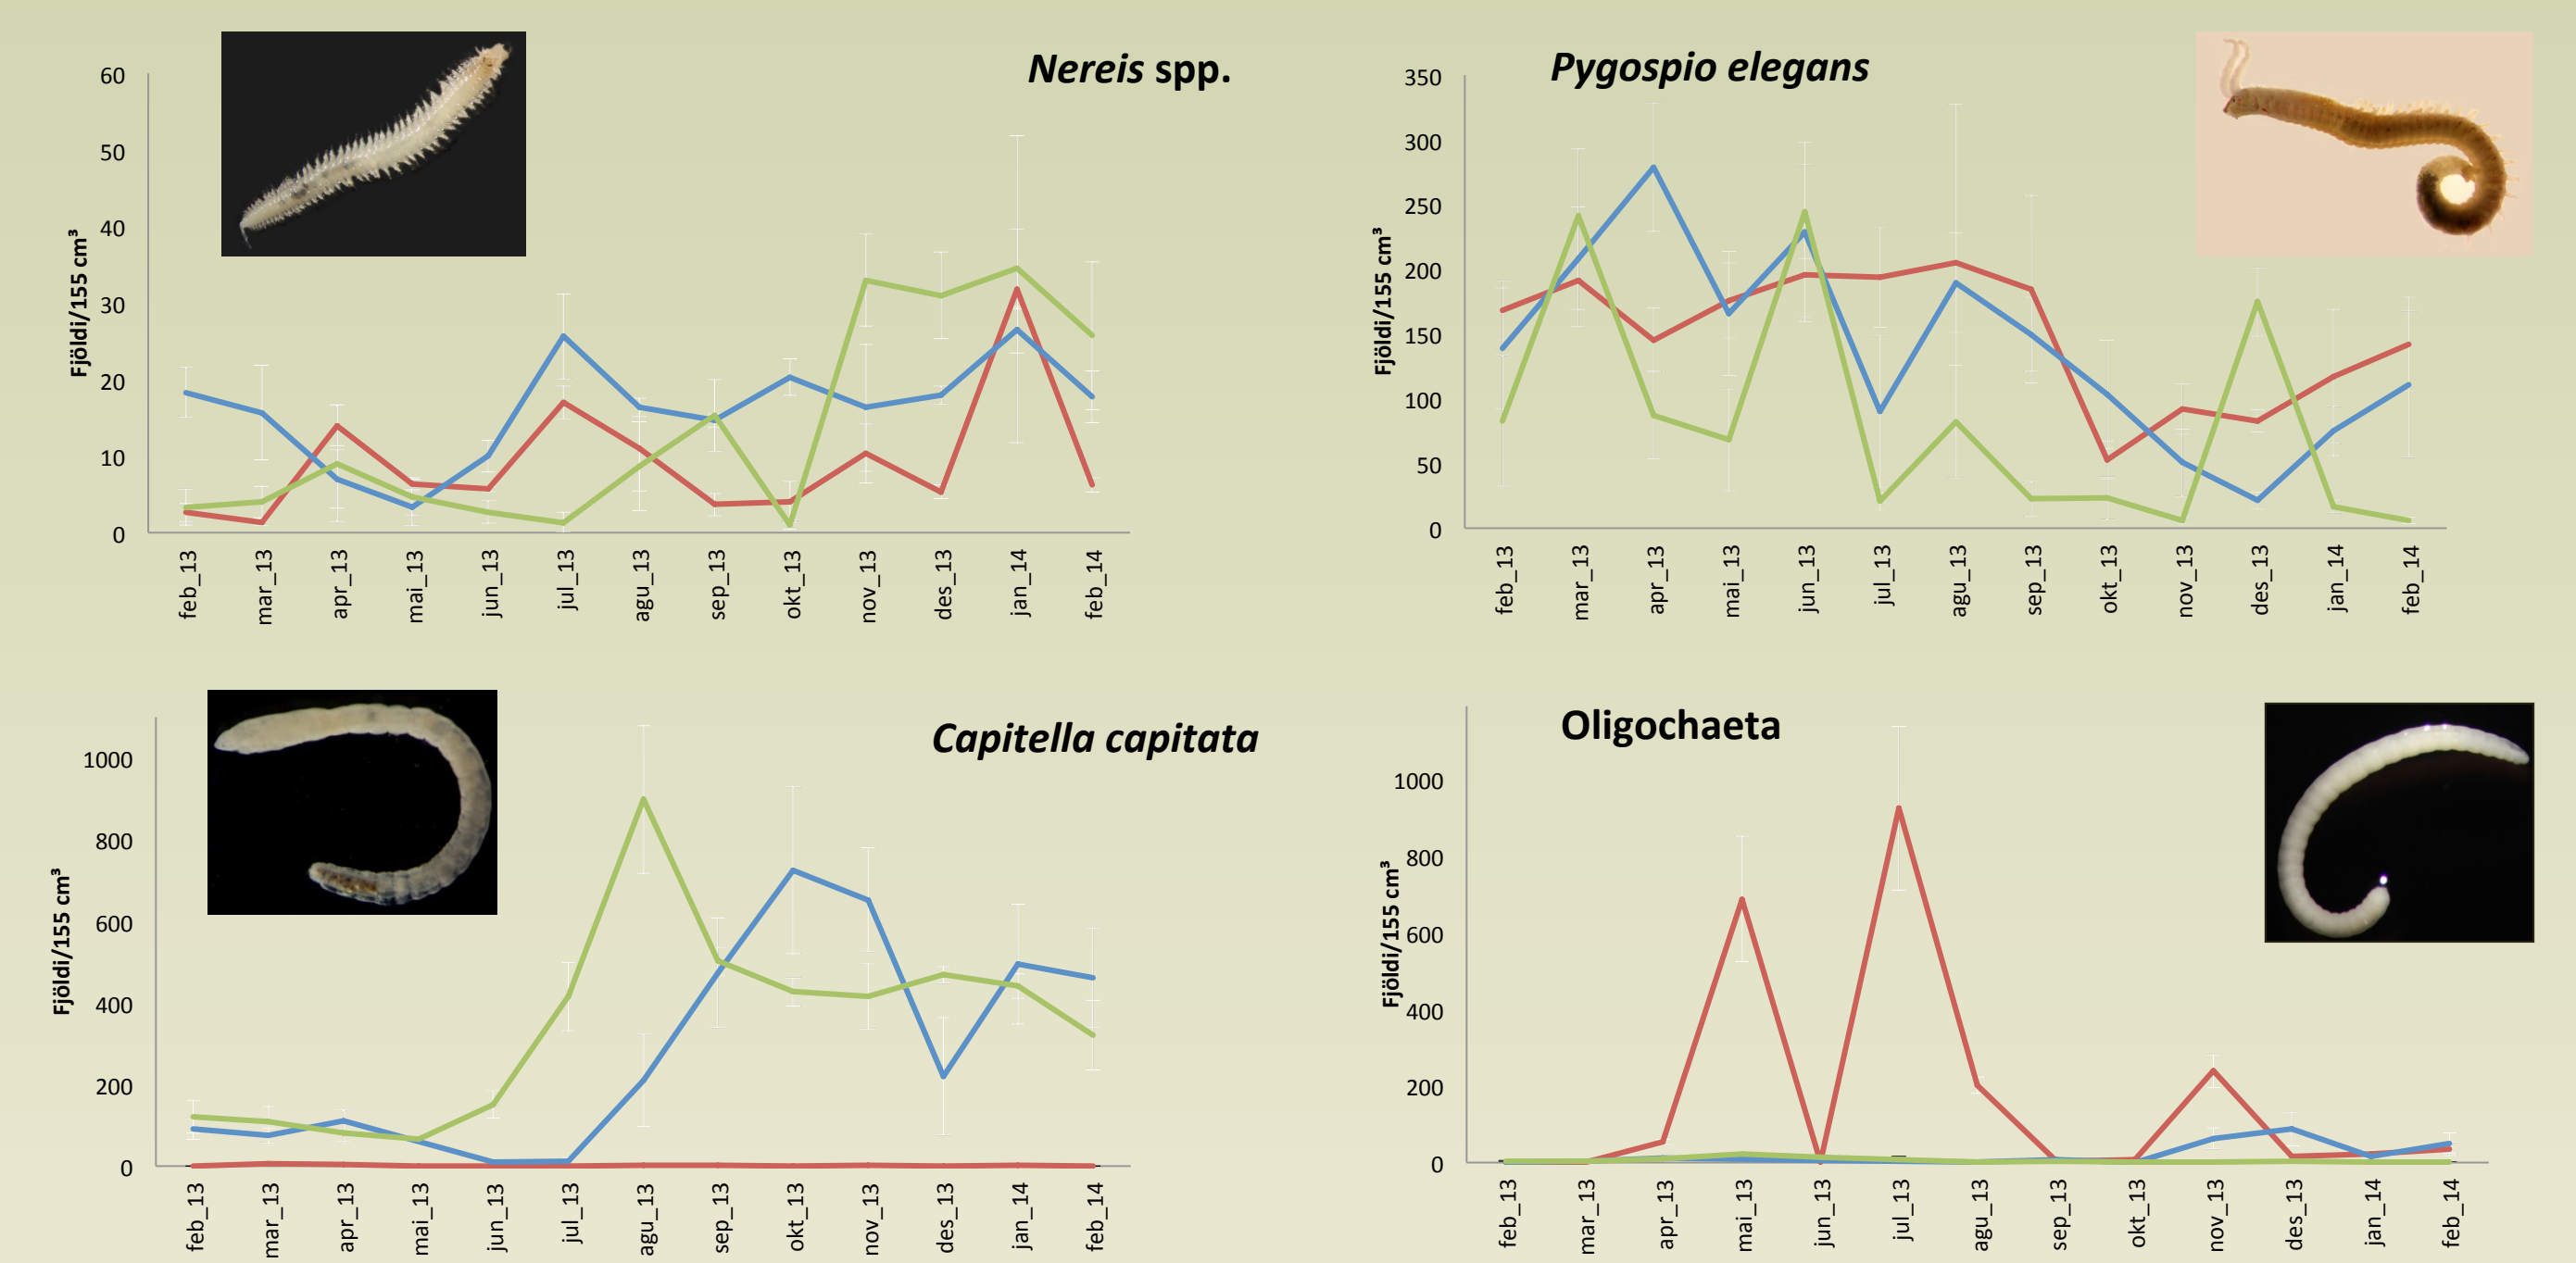 Nereis spp.
60
50
40
30
20
10
0
Fjöldi/155 cm³
feb_13
mar_13
apr_13
mai_13
jun_13
jul_13
agu_13
sep_13
okt_13
nov_13
des_13
jan_14
feb_14
Pygospio elegans
350
300
250
200
150
100
50
0
Fjöldi/155 cm³
feb_13
mar_13
apr_13
mai_13
jun_13
jul_13
agu_13
sep_13
okt_13
nov_13
des_13
jan_14
feb_14
Capitella capitata
1000
800
600
400
200
0
Fjöldi/155 cm³
feb_13
mar_13
apr_13
mai_13
jun_13
jul_13
agu_13
sep_13
okt_13
nov_13
des_13
jan_14
feb_14
Oligochaeta
1000
800
600
400
200
0
Fjöldi/155 cm³
feb_13
mar_13
apr_13
mai_13
jun_13
jul_13
agu_13
sep_13
okt_13
nov_13
des_13
jan_14
feb_14